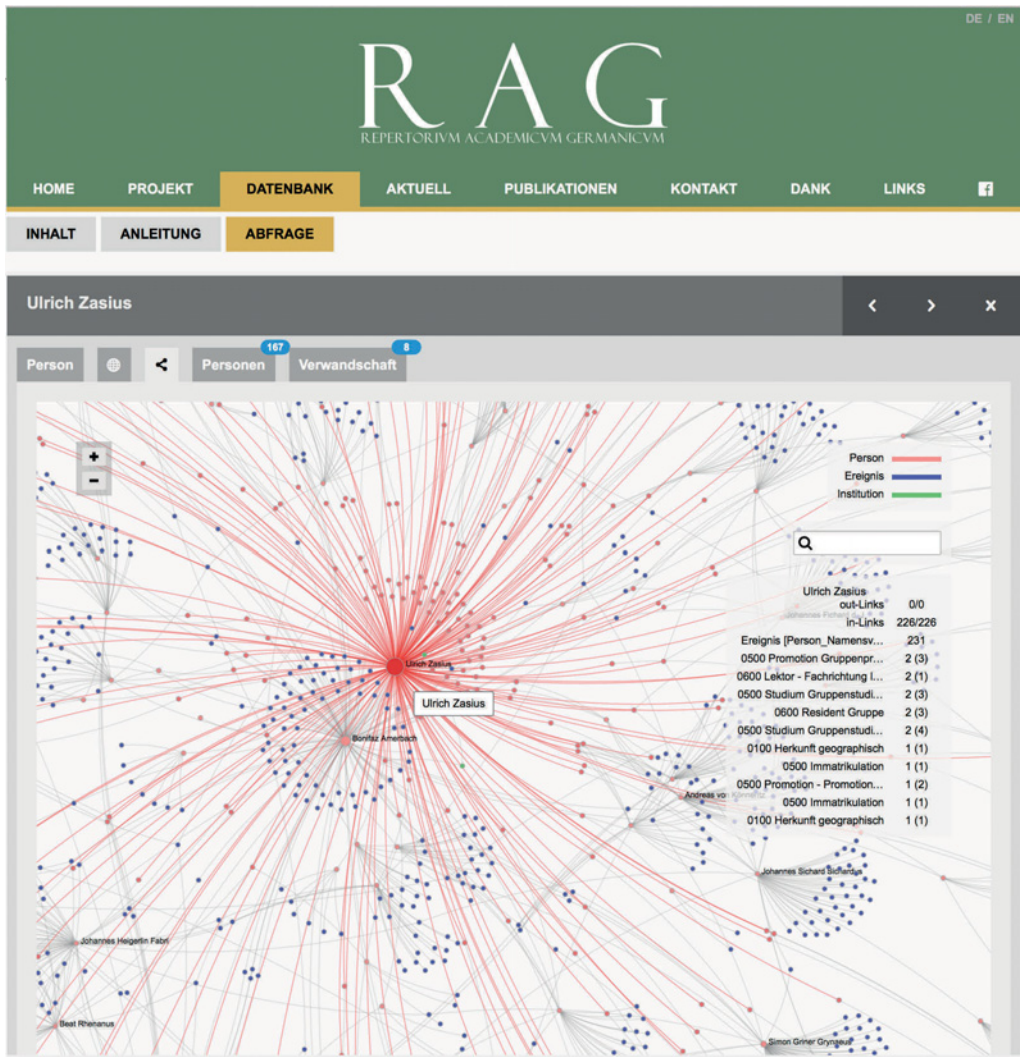 DE / EN
RAG
REPERTORIVM ACADEMICVM GERMANICVM
HOME PROJEKT DATENBANK AKTUELL PUBLIKATIONEN KONTAKT DANK LINKS f
INHALT ANLEITUNG ABFRAGE
Ulrich Zasius
Person Personen 167 Verwandschaft 8
+
−
Person
Ereignis
Institution
Ulrich Zasius
out-Links 0/0
in-Links 226/226
Ereignis [Person_Namensv... 231
0500 Promotion Gruppenpr... 2 (3)
0600 Lektor - Fachrichtung I... 2 (1)
0500 Studium Gruppenstudi... 2 (3)
0600 Resident Gruppe 2 (3)
0500 Studium Gruppenstudi... 2 (4)
0100 Herkunft geographisch 1 (1)
0500 Immatrikulation 1 (1)
0500 Promotion - Promotion... 1 (2)
0500 Immatrikulation 1 (1)
0100 Herkunft geographisch 1 (1)
Ulrich Zasius
Ulrich Zasius
Bonifaz Amerbach
Andreas von
Johannes Sichard Sichardus
Johannes Heigerlin Fabri
Beat Rhenanus
Simon Griner Grynaeus